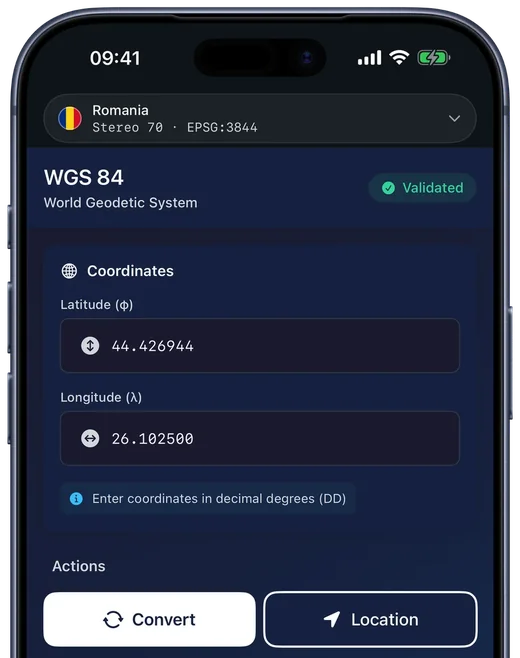 09:41
Romania
Stereo 70 · EPSG:3844
WGS 84
World Geodetic System
Validated
Coordinates
Latitude (ϕ)
44.426944
Longitude (λ)
26.102500
Enter coordinates in decimal degrees (DD)
Actions
Convert
Location